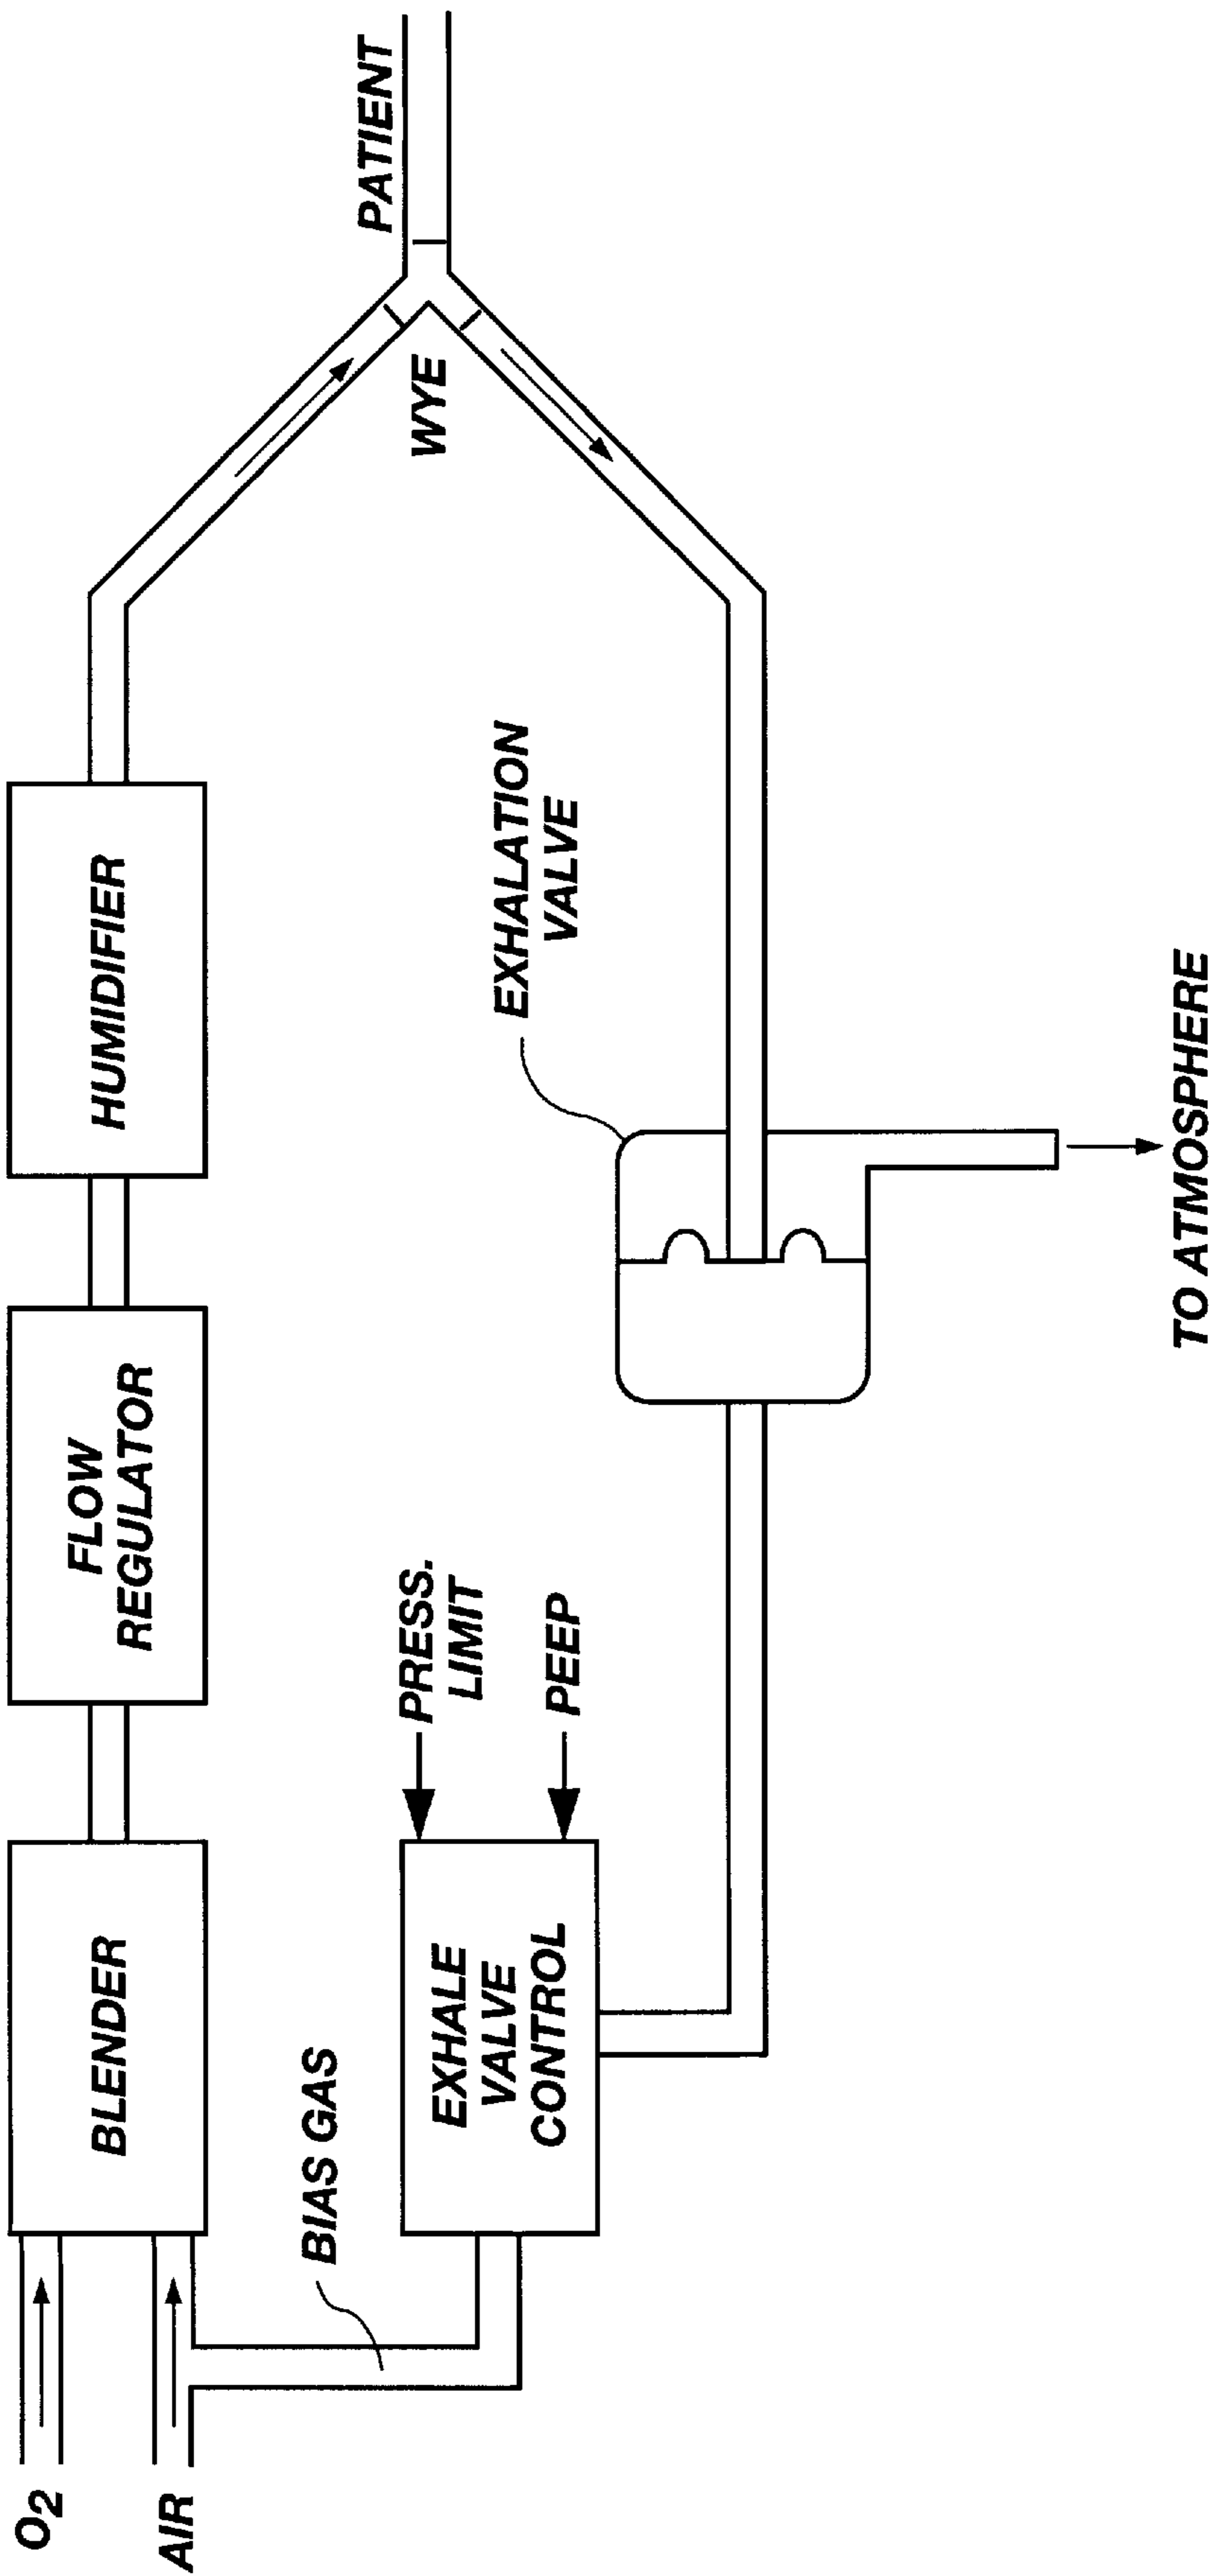 O2
AIR
BLENDER
FLOW
REGULATOR
HUMIDIFIER
PATIENT
WYE
BIAS GAS
EXHALE
VALVE
CONTROL
PRESS.
LIMIT
PEEP
EXHALATION
VALVE
TO ATMOSPHERE